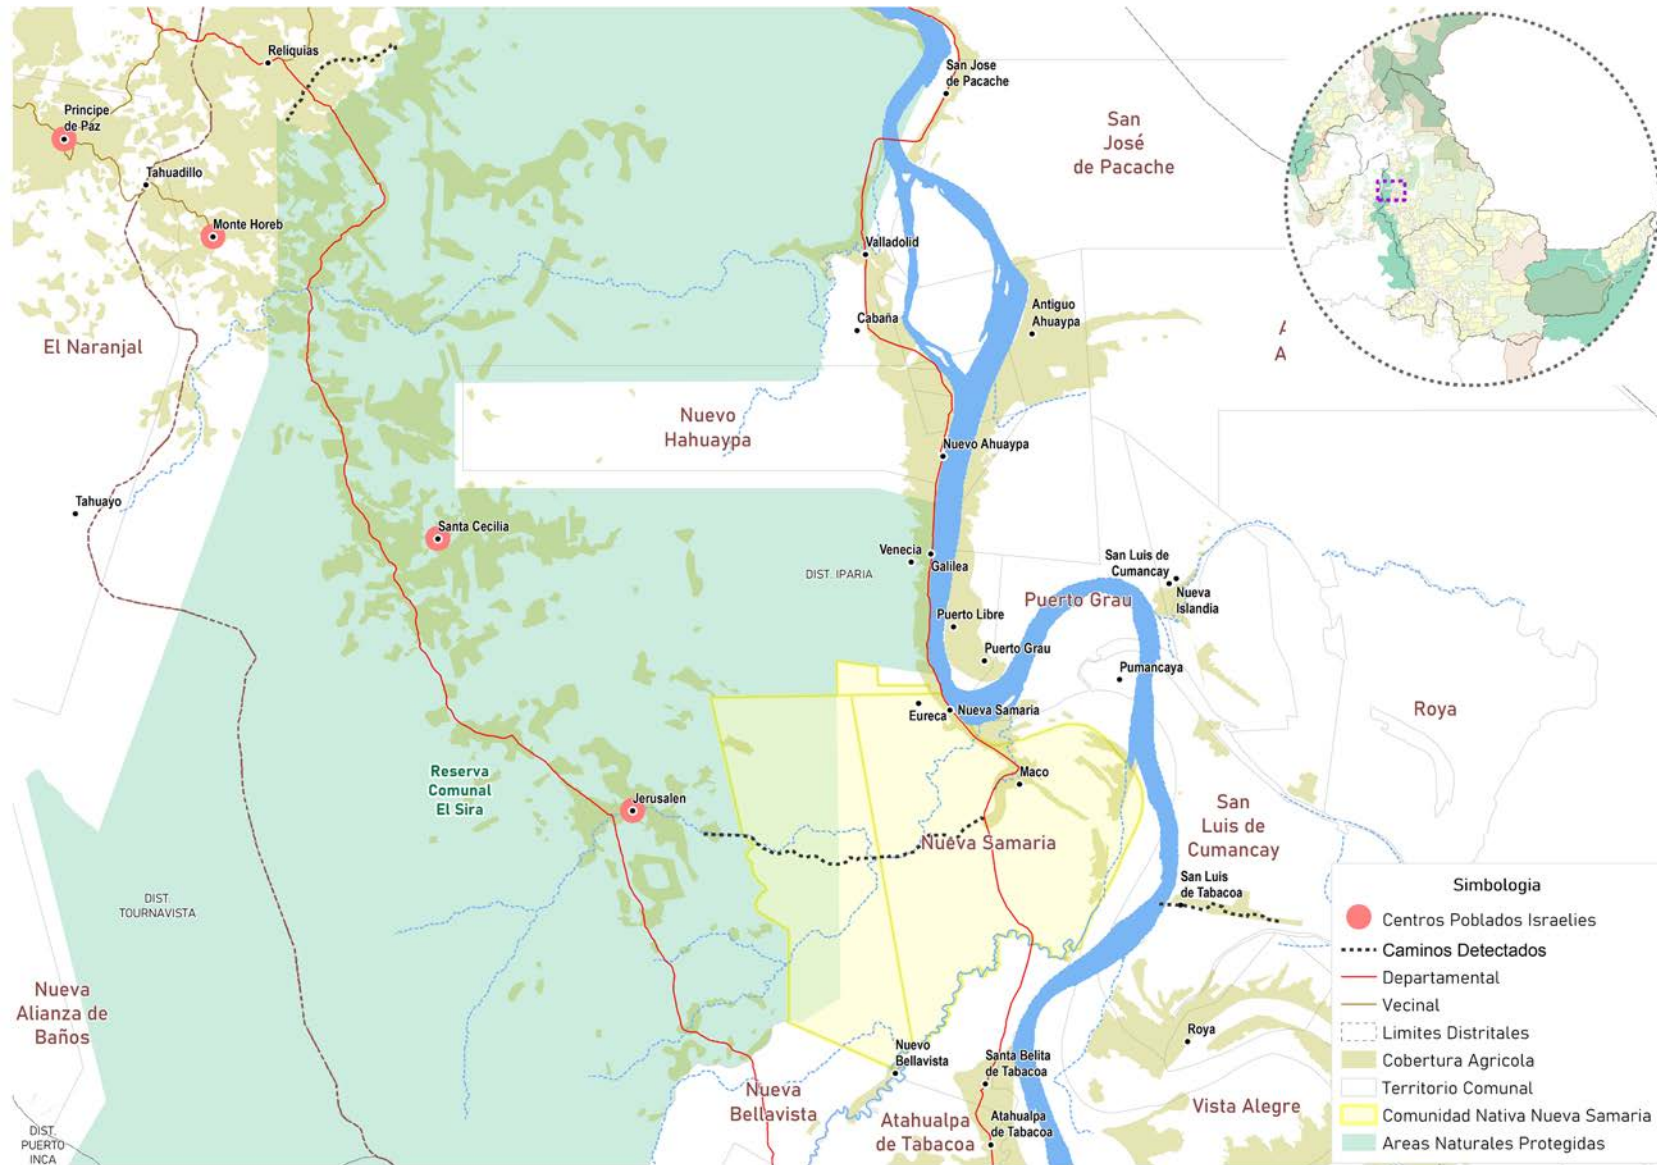 Reliquias
San Jose
de Pacache
Principe
de Paz
San
José
de Pacache
Tahuadillo
Monte Horeb
Valladolid
Antiguo
Ahuaypa
Cabaña
El Naranjal
A
A
Nuevo
Hahuaypa
Nuevo Ahuaypa
Tahuayo
Santa Cecilia
Venecia
Galilea
San Luis de
Cumancay
DIST. IPARIA
Nueva
Islandia
Puerto Grau
Puerto Libre
Puerto Grau
Pumancaya
Eureca
Nueva Samaria
Roya
Reserva
Comunal
El Sira
Maco
Jerusalen
San
Luis de
Cumancay
Nueva Samaria
San Luis
de Tabacoa
DIST.
TOURNAVISTA
Nueva
Alianza de
Baños
Roya
Nuevo
Bellavista
Santa Belita
de Tabacoa
Nueva
Bellavista
Atahualpa
de Tabacoa
Atahualpa
de Tabacoa
Vista Alegre
DIST.
PUERTO
INCA
Simbologia
Centros Poblados Israelies
Caminos Detectados
Departamental
Vecinal
Limites Distritales
Cobertura Agricola
Territorio Comunal
Comunidad Nativa Nueva Samaria
Areas Naturales Protegidas